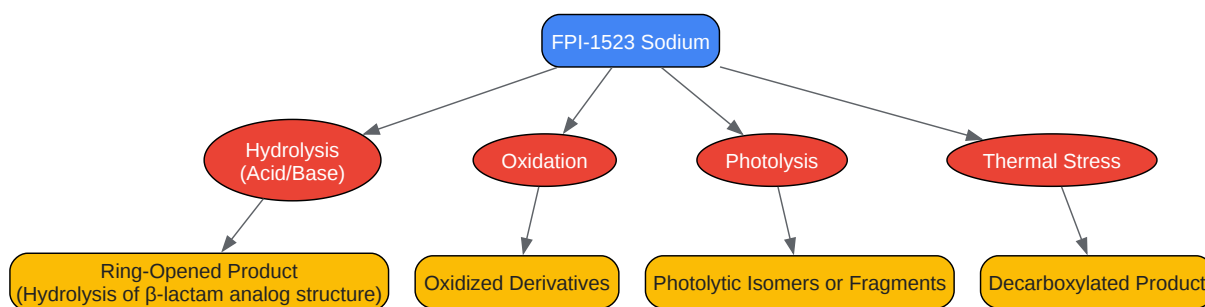 FPI-1523 Sodium
Hydrolysis
(Acid/Base)
Oxidation
Photolysis
Thermal Stress
Ring-Opened Product
(Hydrolysis of β-lactam analog structure)
Oxidized Derivatives
Photolytic Isomers or Fragments
Decarboxylated Product